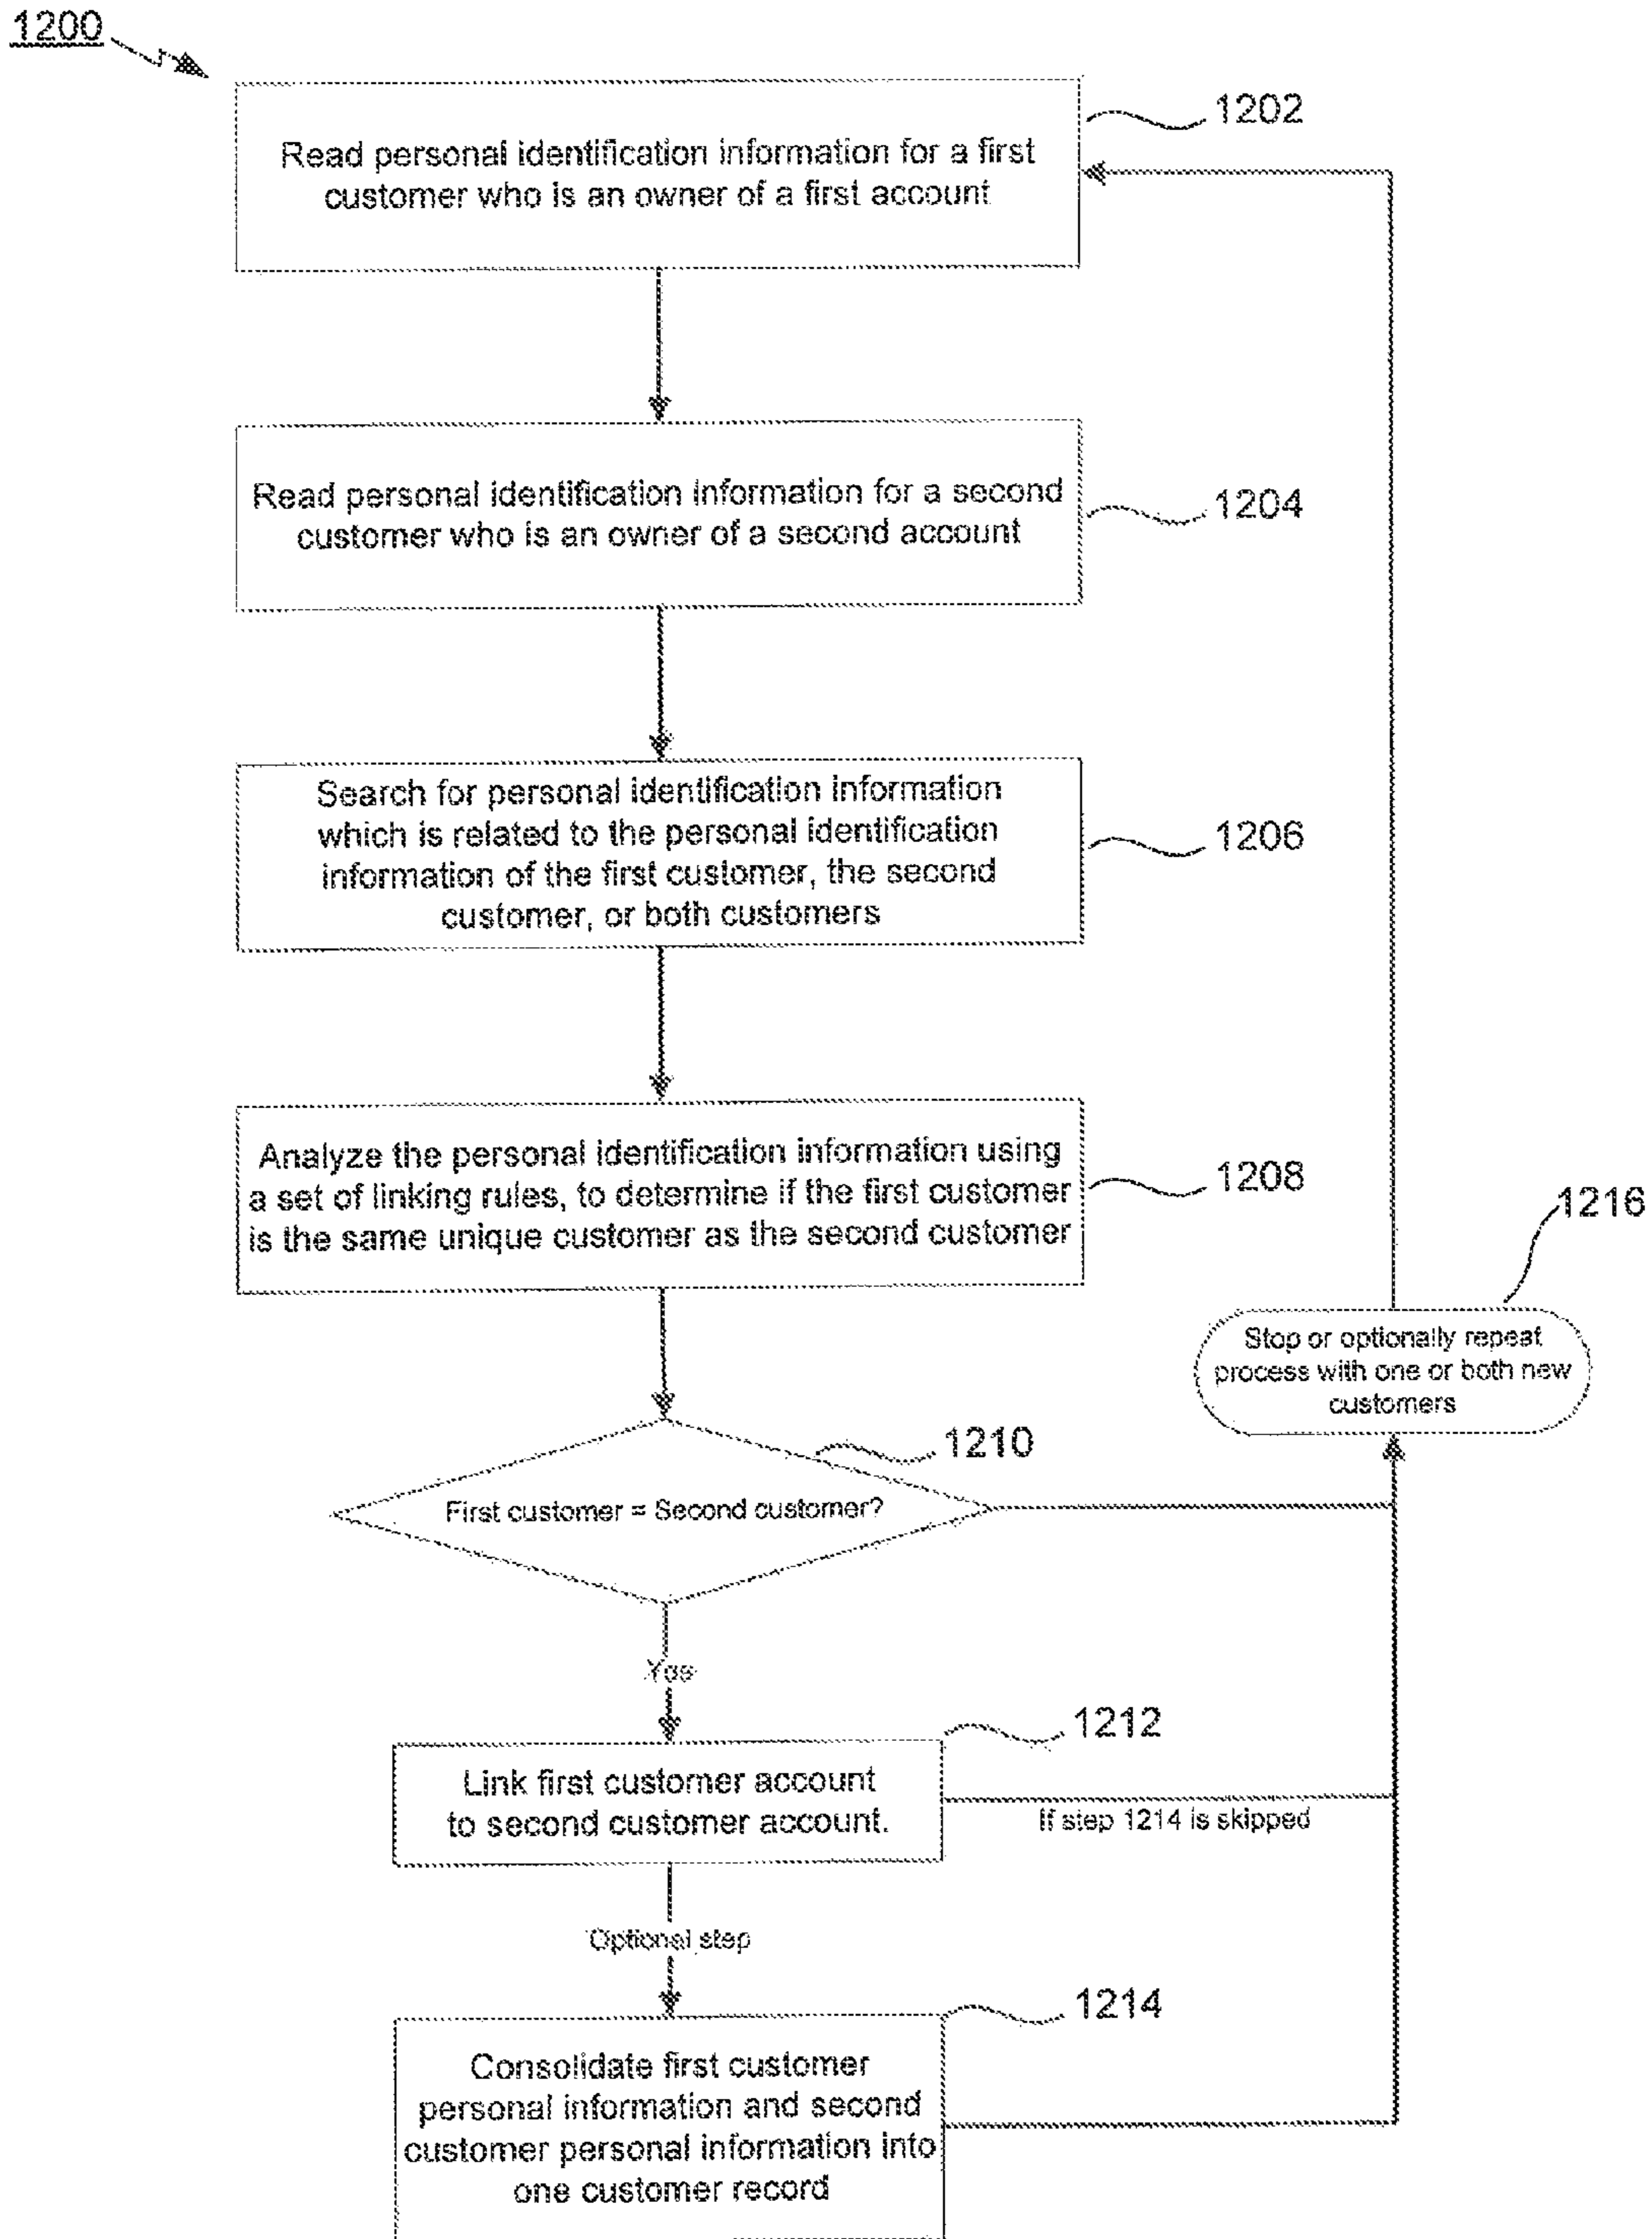 1200
1202
Read personal identification information for a first
customer who is an owner of a first account
Read personal identification information for a second
customer who is an owner of a second account
1204
Search for personal identification information
which is related to the personal identification
information of the first customer, the second
customer, or both customers
1206
Analyze the personal identification information using
a set of linking rules, to determine if the first customer
is the same unique customer as the second customer
1208
1216
Stop or optionally repeat
process with one or both new
customers
1210
First customer = Second customer?
Yes
1212
Link first customer account
to second customer account.
If step 1214 is skipped
Optional step
1214
Consolidate first customer
personal information and second
customer personal information into
one customer record